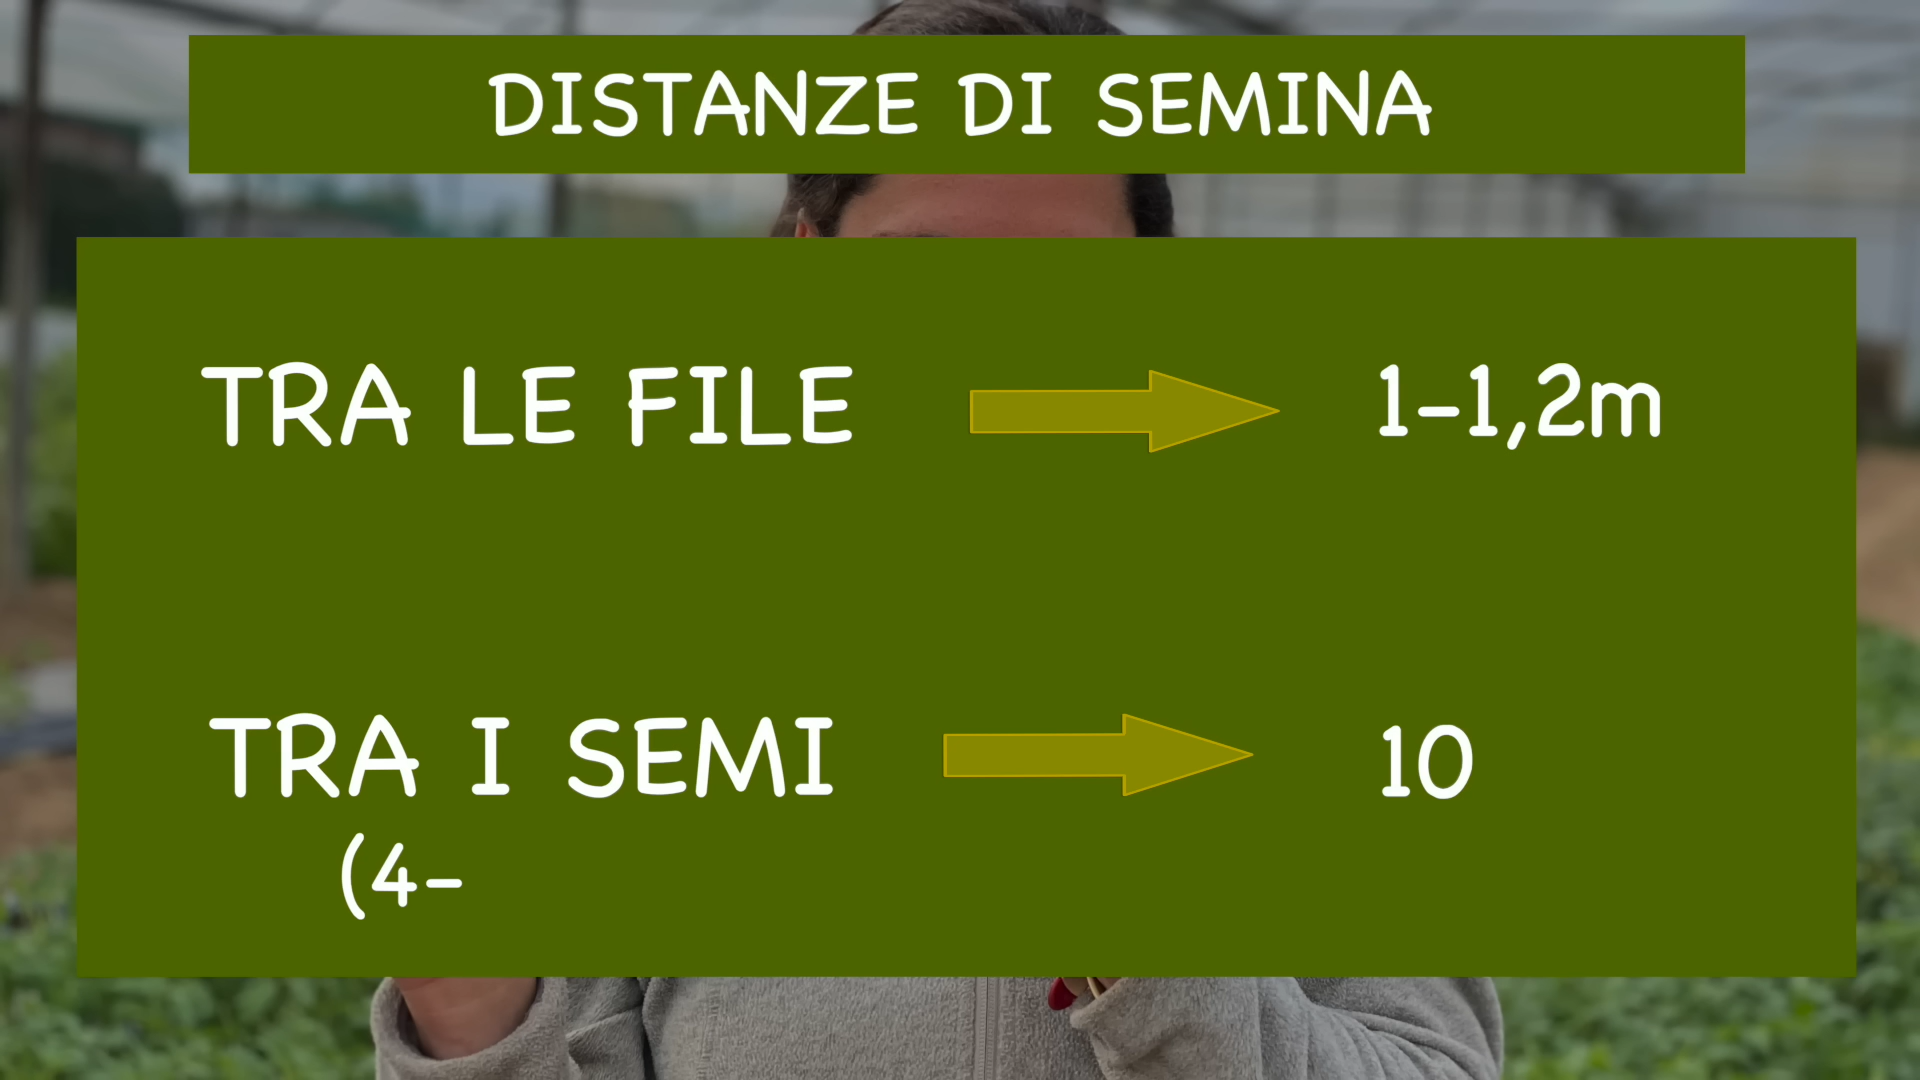 DISTANZE DI SEMINA
TRA LE FILE 1-1,2m
TRA I SEMI 10
(4-